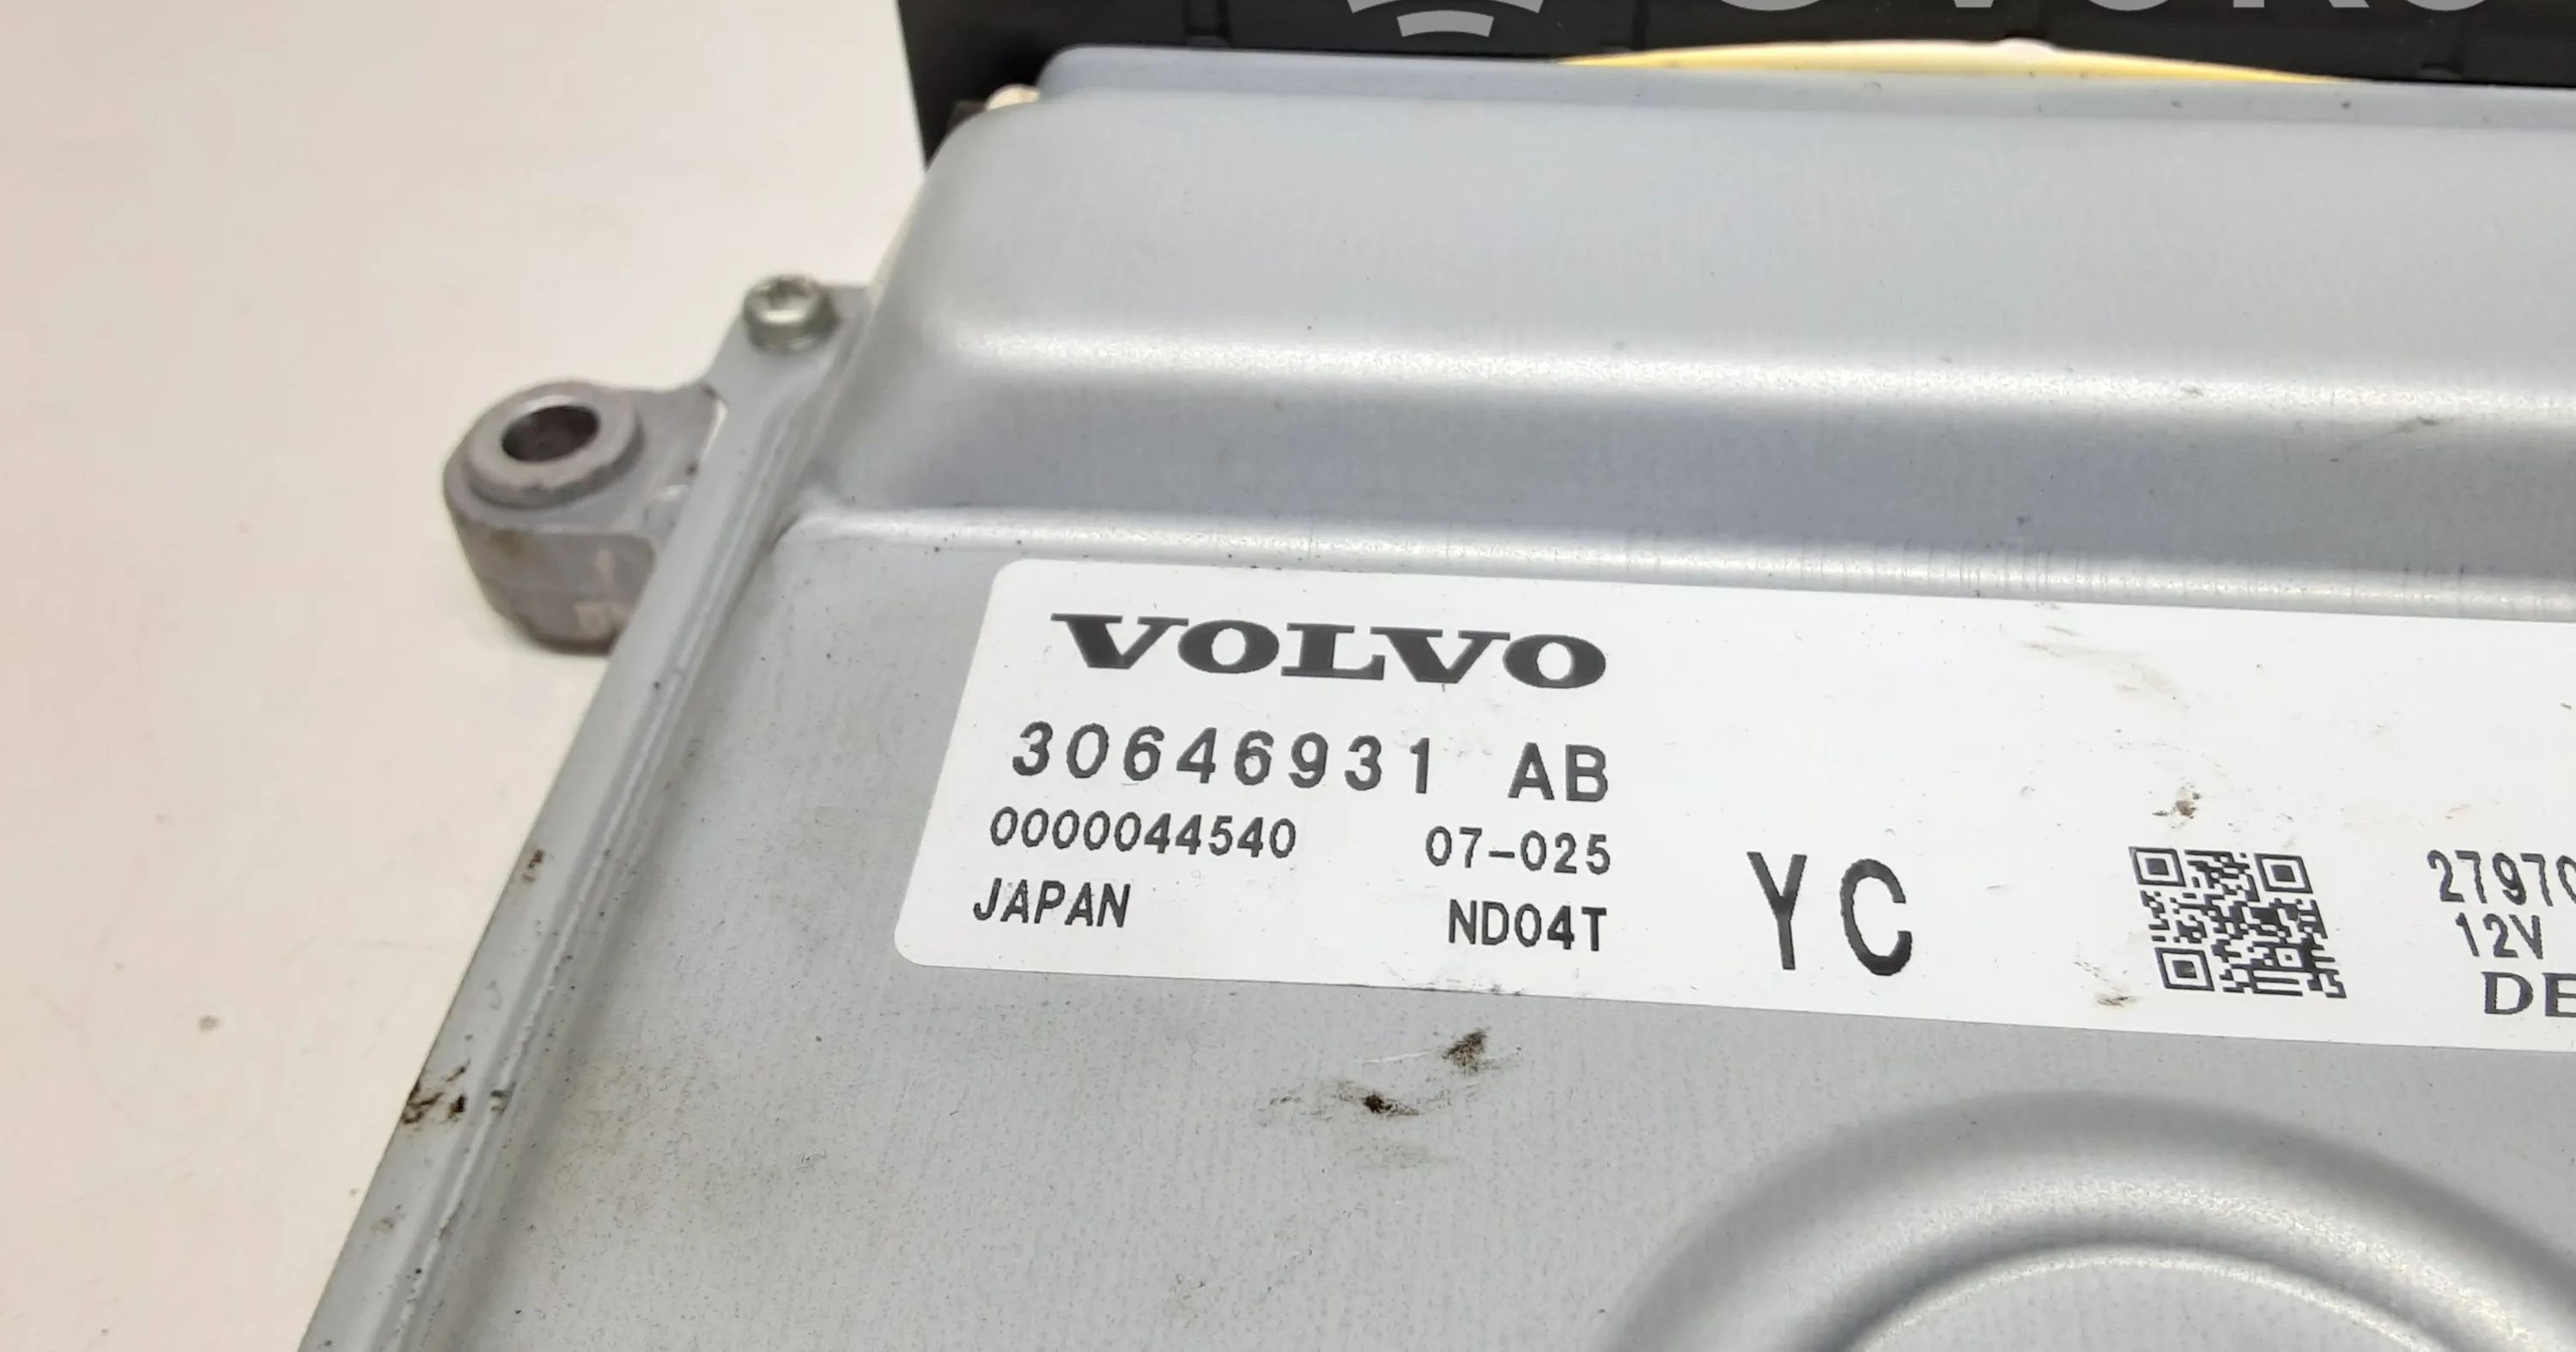 VOLVO
30646931 AB
0000044540 07-025
JAPAN ND04T
YC
12V